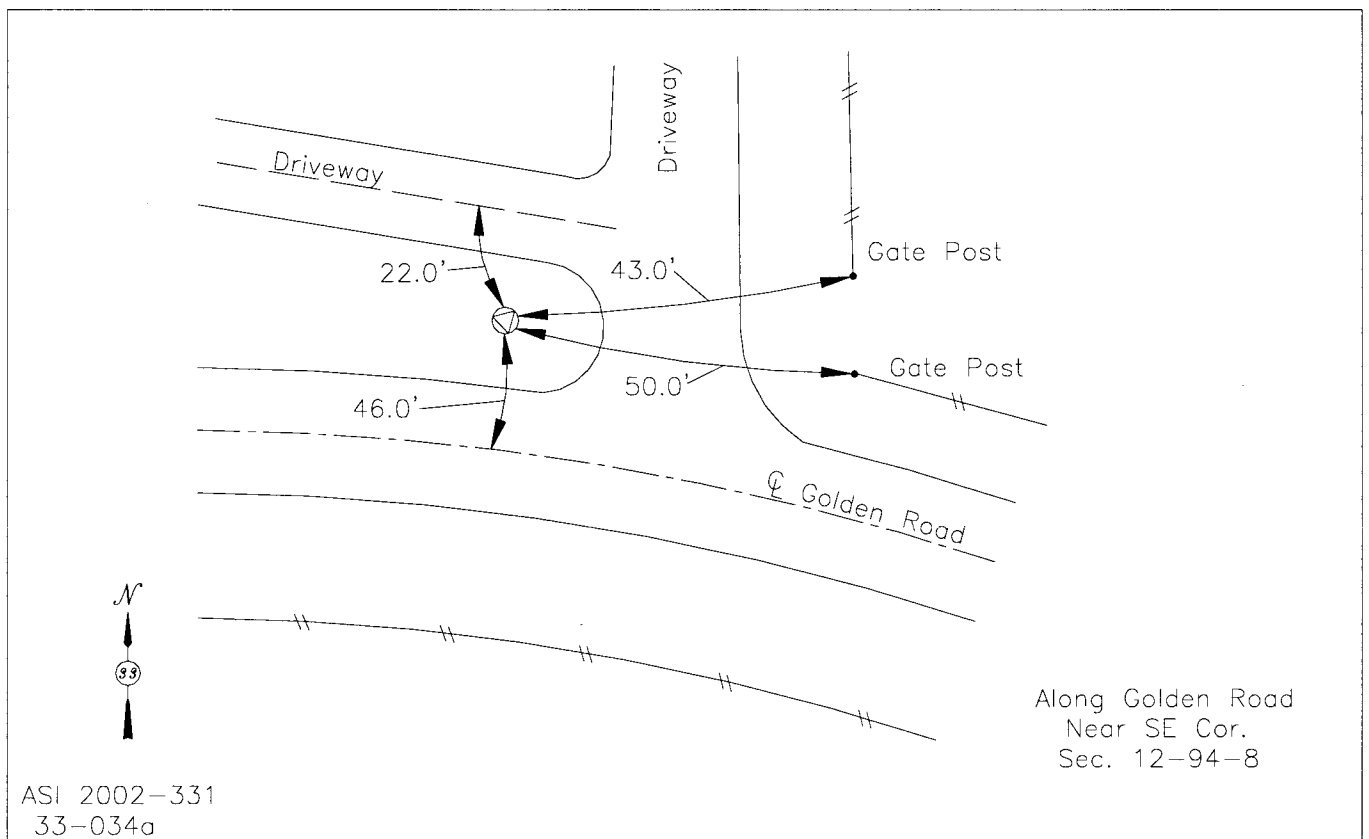 Driveway
Driveway
Gate Post
22.0'
43.0'
Gate Post
50.0'
46.0'
℄ Golden Road
N
33
Along Golden Road
Near SE Cor.
Sec. 12-94-8
ASI 2002-331
33-034a